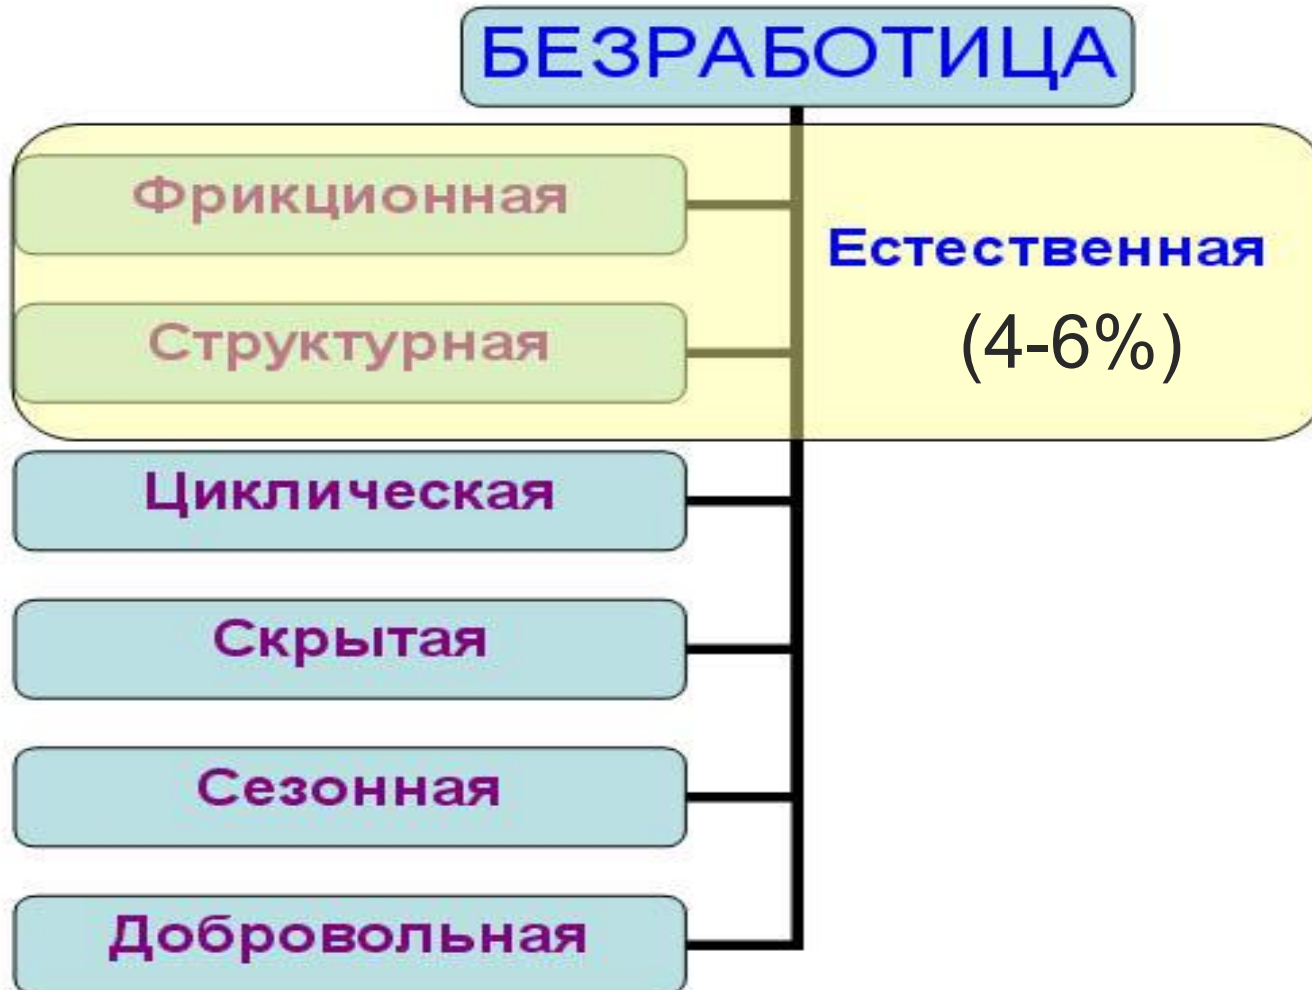 БЕЗРАБОТИЦА
Фрикционная
Естественная
Структурная
(4-6%)
Циклическая
Скрытая
Сезонная
Добровольная